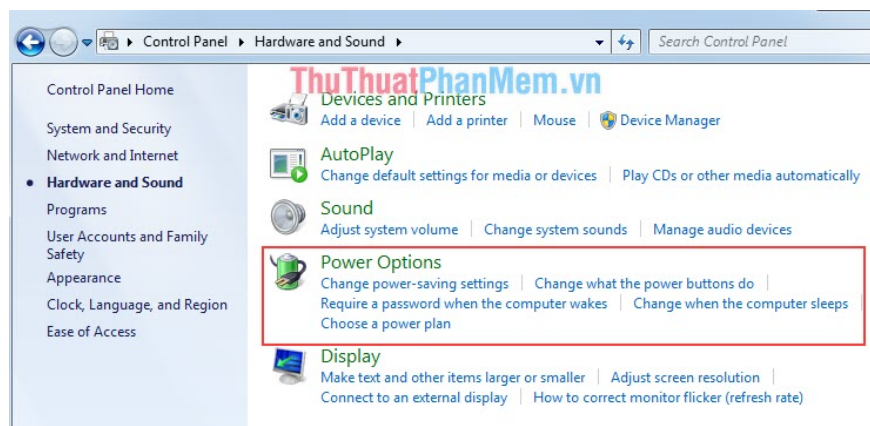 Control Panel Hardware and Sound Search Control Panel
ThuThuatPhanMem.vn
Control Panel Home
System and Security
Network and Internet
Hardware and Sound
Programs
User Accounts and Family
Safety
Appearance
Clock, Language, and Region
Ease of Access
Devices and Printers
Add a device Add a printer Mouse Device Manager
AutoPlay
Change default settings for media or devices Play CDs or other media automatically
Sound
Adjust system volume Change system sounds Manage audio devices
Power Options
Change power-saving settings Change what the power buttons do
Require a password when the computer wakes Change when the computer sleeps
Choose a power plan
Display
Make text and other items larger or smaller Adjust screen resolution
Connect to an external display How to correct monitor flicker (refresh rate)